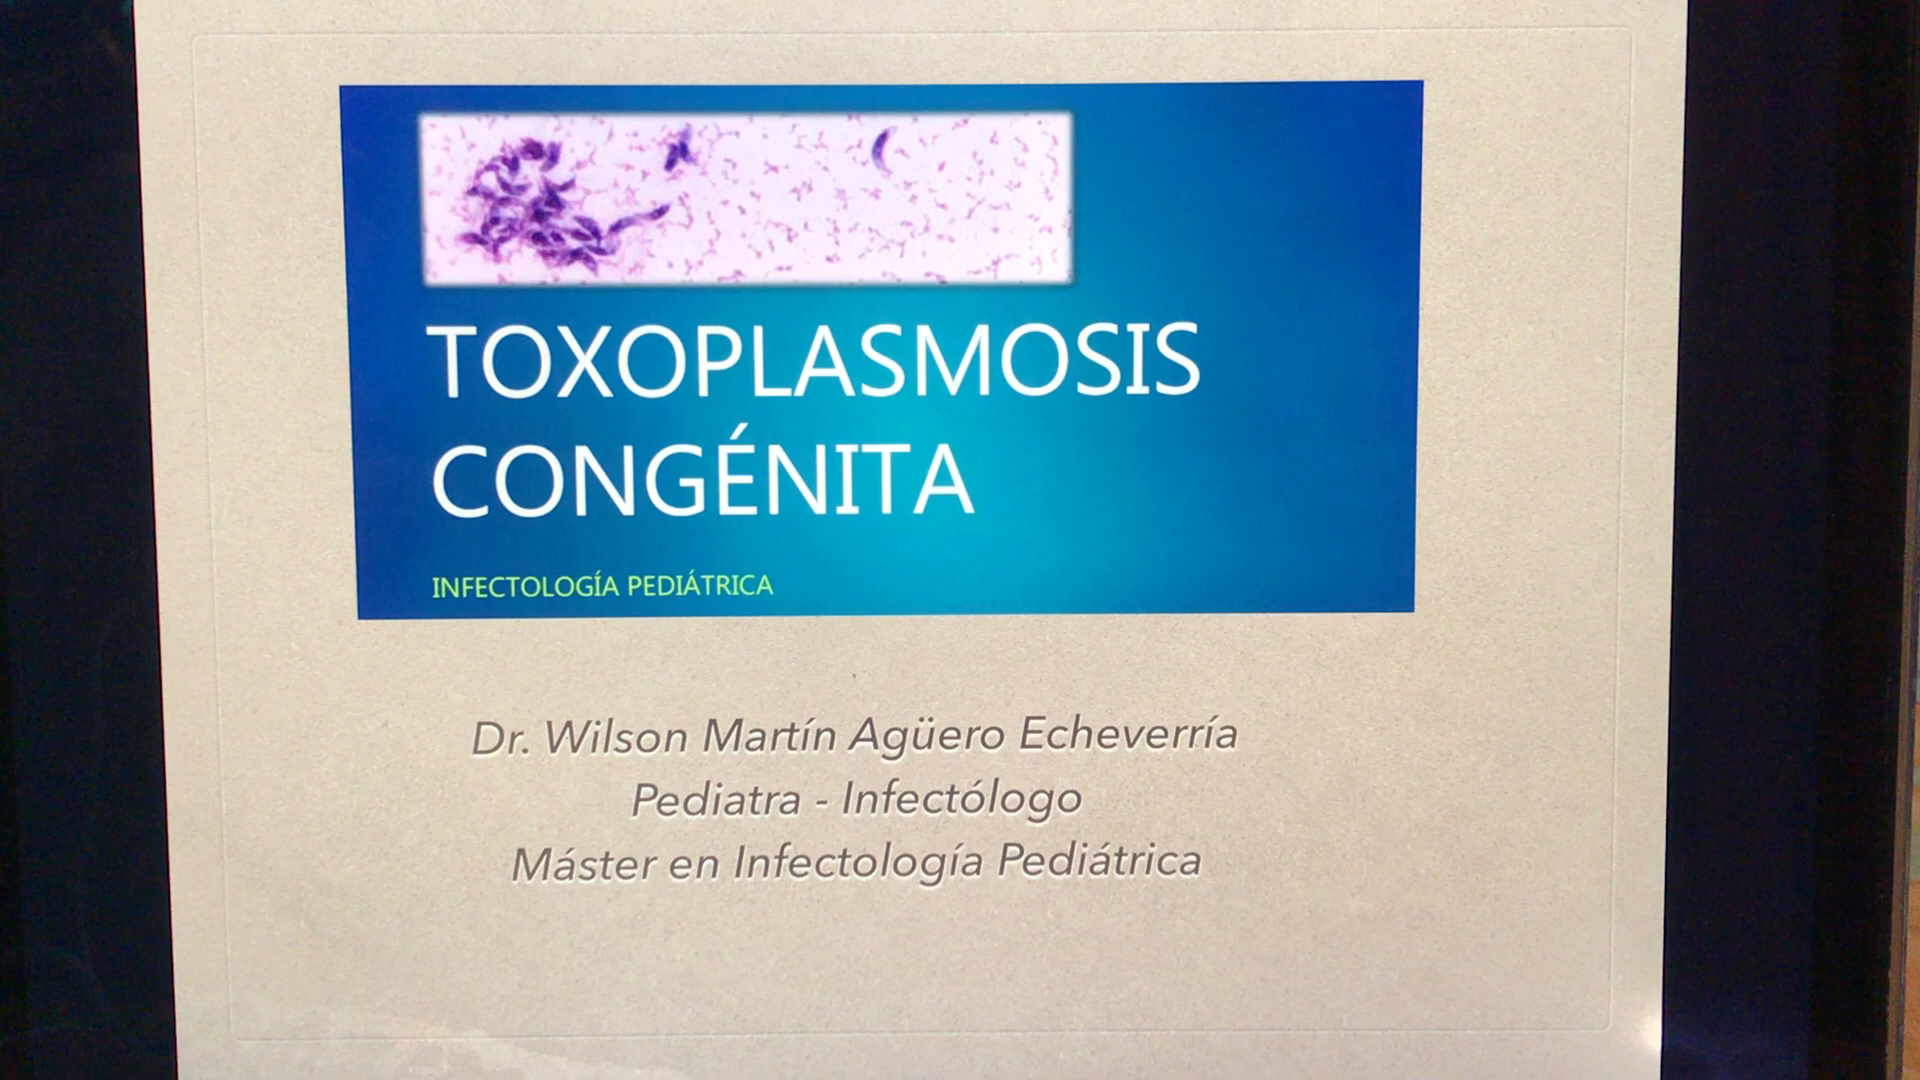 TOXOPLASMOSIS
CONGÉNITA
INFECTOLOGÍA PEDIÁTRICA
Dr. Wilson Martín Agüero Echeverría
Pediatra - Infectólogo
Máster en Infectología Pediátrica